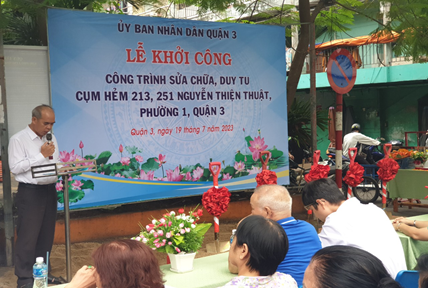 ỦY BAN NHÂN DÂN QUẬN 3
LỄ KHỞI CÔNG
CÔNG TRÌNH SỬA CHỮA, DUY TU
CỤM HẺM 213, 251 NGUYỄN THIỆN THUẬT,
PHƯỜNG 1, QUẬN 3
Quận 3, ngày 19 tháng 7 năm 2023